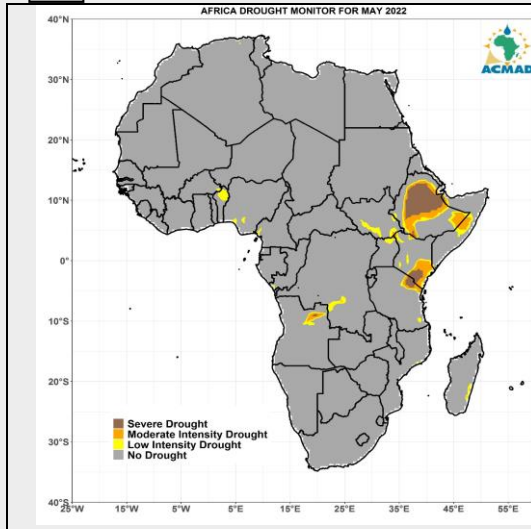 AFRICA DROUGHT MONITOR FOR MAY 2022
ACMAD
40°N
30°N
20°N
10°N
0°
10°S
20°S
30°S
40°S
Severe Drought
Moderate Intensity Drought
Low Intensity Drought
No Drought
25°W
15°W
5°W
5°E
15°E
25°E
35°E
45°E
55°E